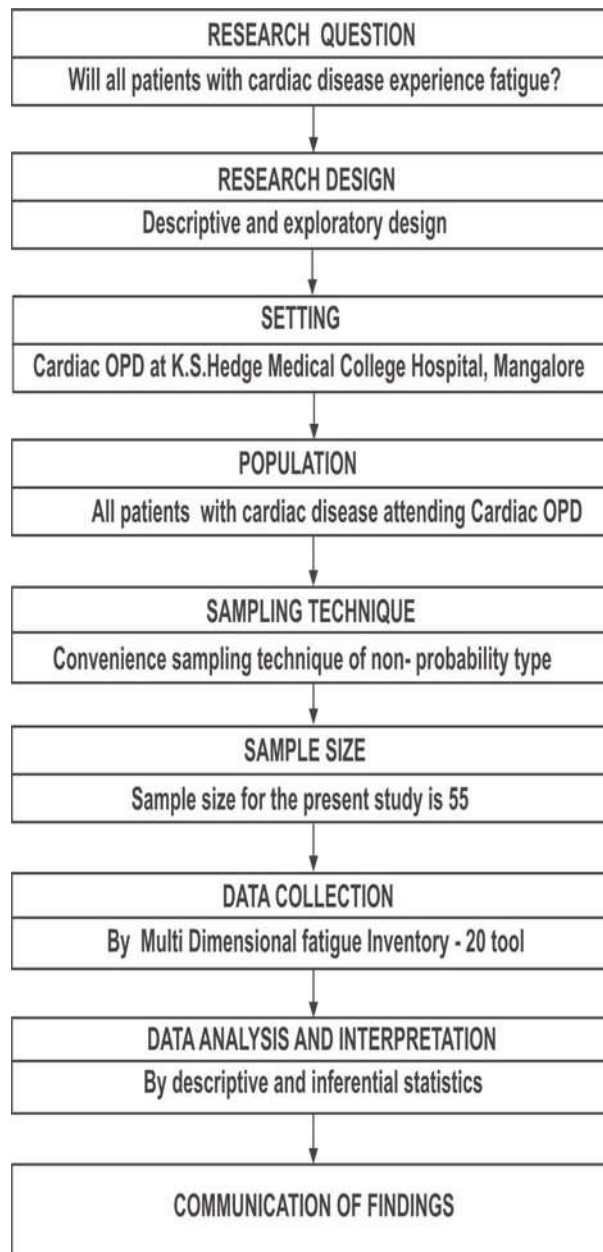 RESEARCH QUESTION
Will all patients with cardiac disease experience fatigue?
RESEARCH DESIGN
Descriptive and exploratory design
SETTING
Cardiac OPD at K.S.Hedge Medical College Hospital, Mangalore
POPULATION
All patients with cardiac disease attending Cardiac OPD
SAMPLING TECHNIQUE
Convenience sampling technique of non- probability type
SAMPLE SIZE
Sample size for the present study is 55
DATA COLLECTION
By Multi Dimensional fatigue Inventory - 20 tool
DATA ANALYSIS AND INTERPRETATION
By descriptive and inferential statistics
COMMUNICATION OF FINDINGS